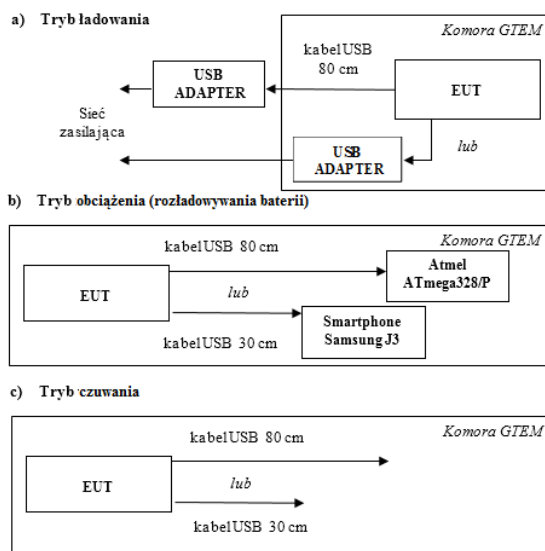 a) Tryb ładowania
Komora GTEM
kabel USB
80 cm
USB
ADAPTER
EUT
Sieć
zasilająca
lub
USB
ADAPTER
b) Tryb obciążenia (rozładowywania baterii)
Komora GTEM
kabel USB 80 cm
Atmel
ATmega328/P
EUT
lub
Smartphone
Samsung J3
kabel USB 30 cm
c) Tryb czuwania
kabel USB 80 cm
Komora GTEM
EUT
lub
kabel USB 30 cm